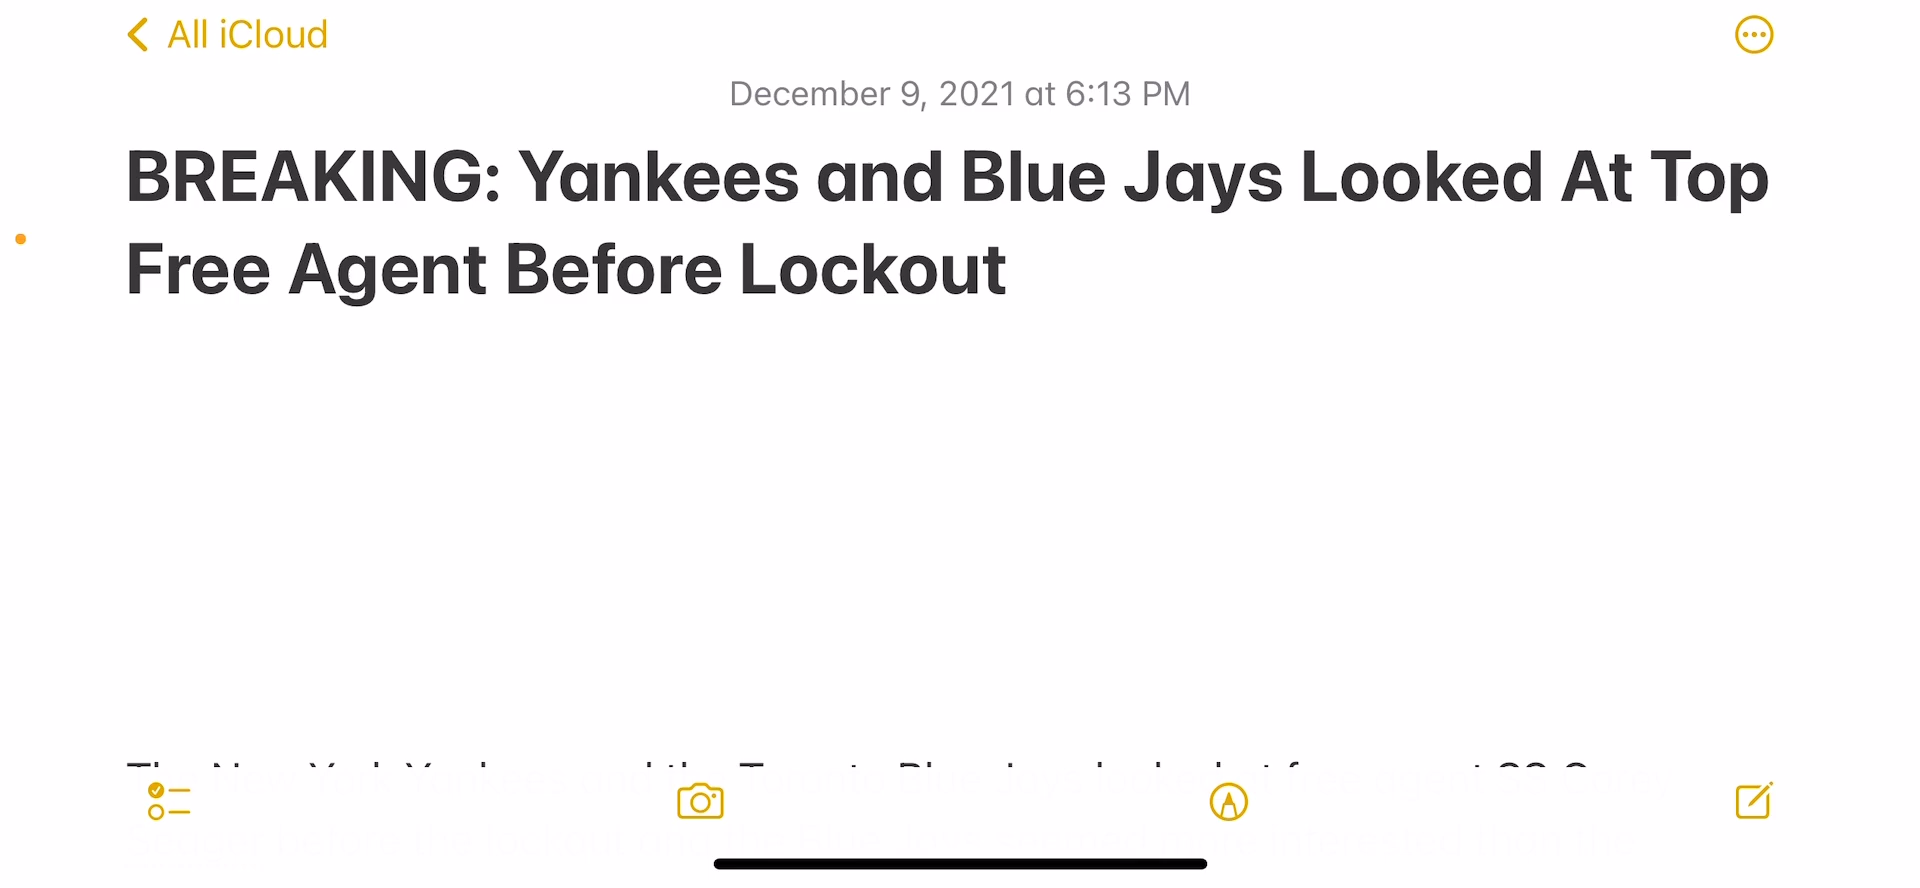 All iCloud
December 9, 2021 at 6:13 PM
BREAKING: Yankees and Blue Jays Looked At Top
Free Agent Before Lockout